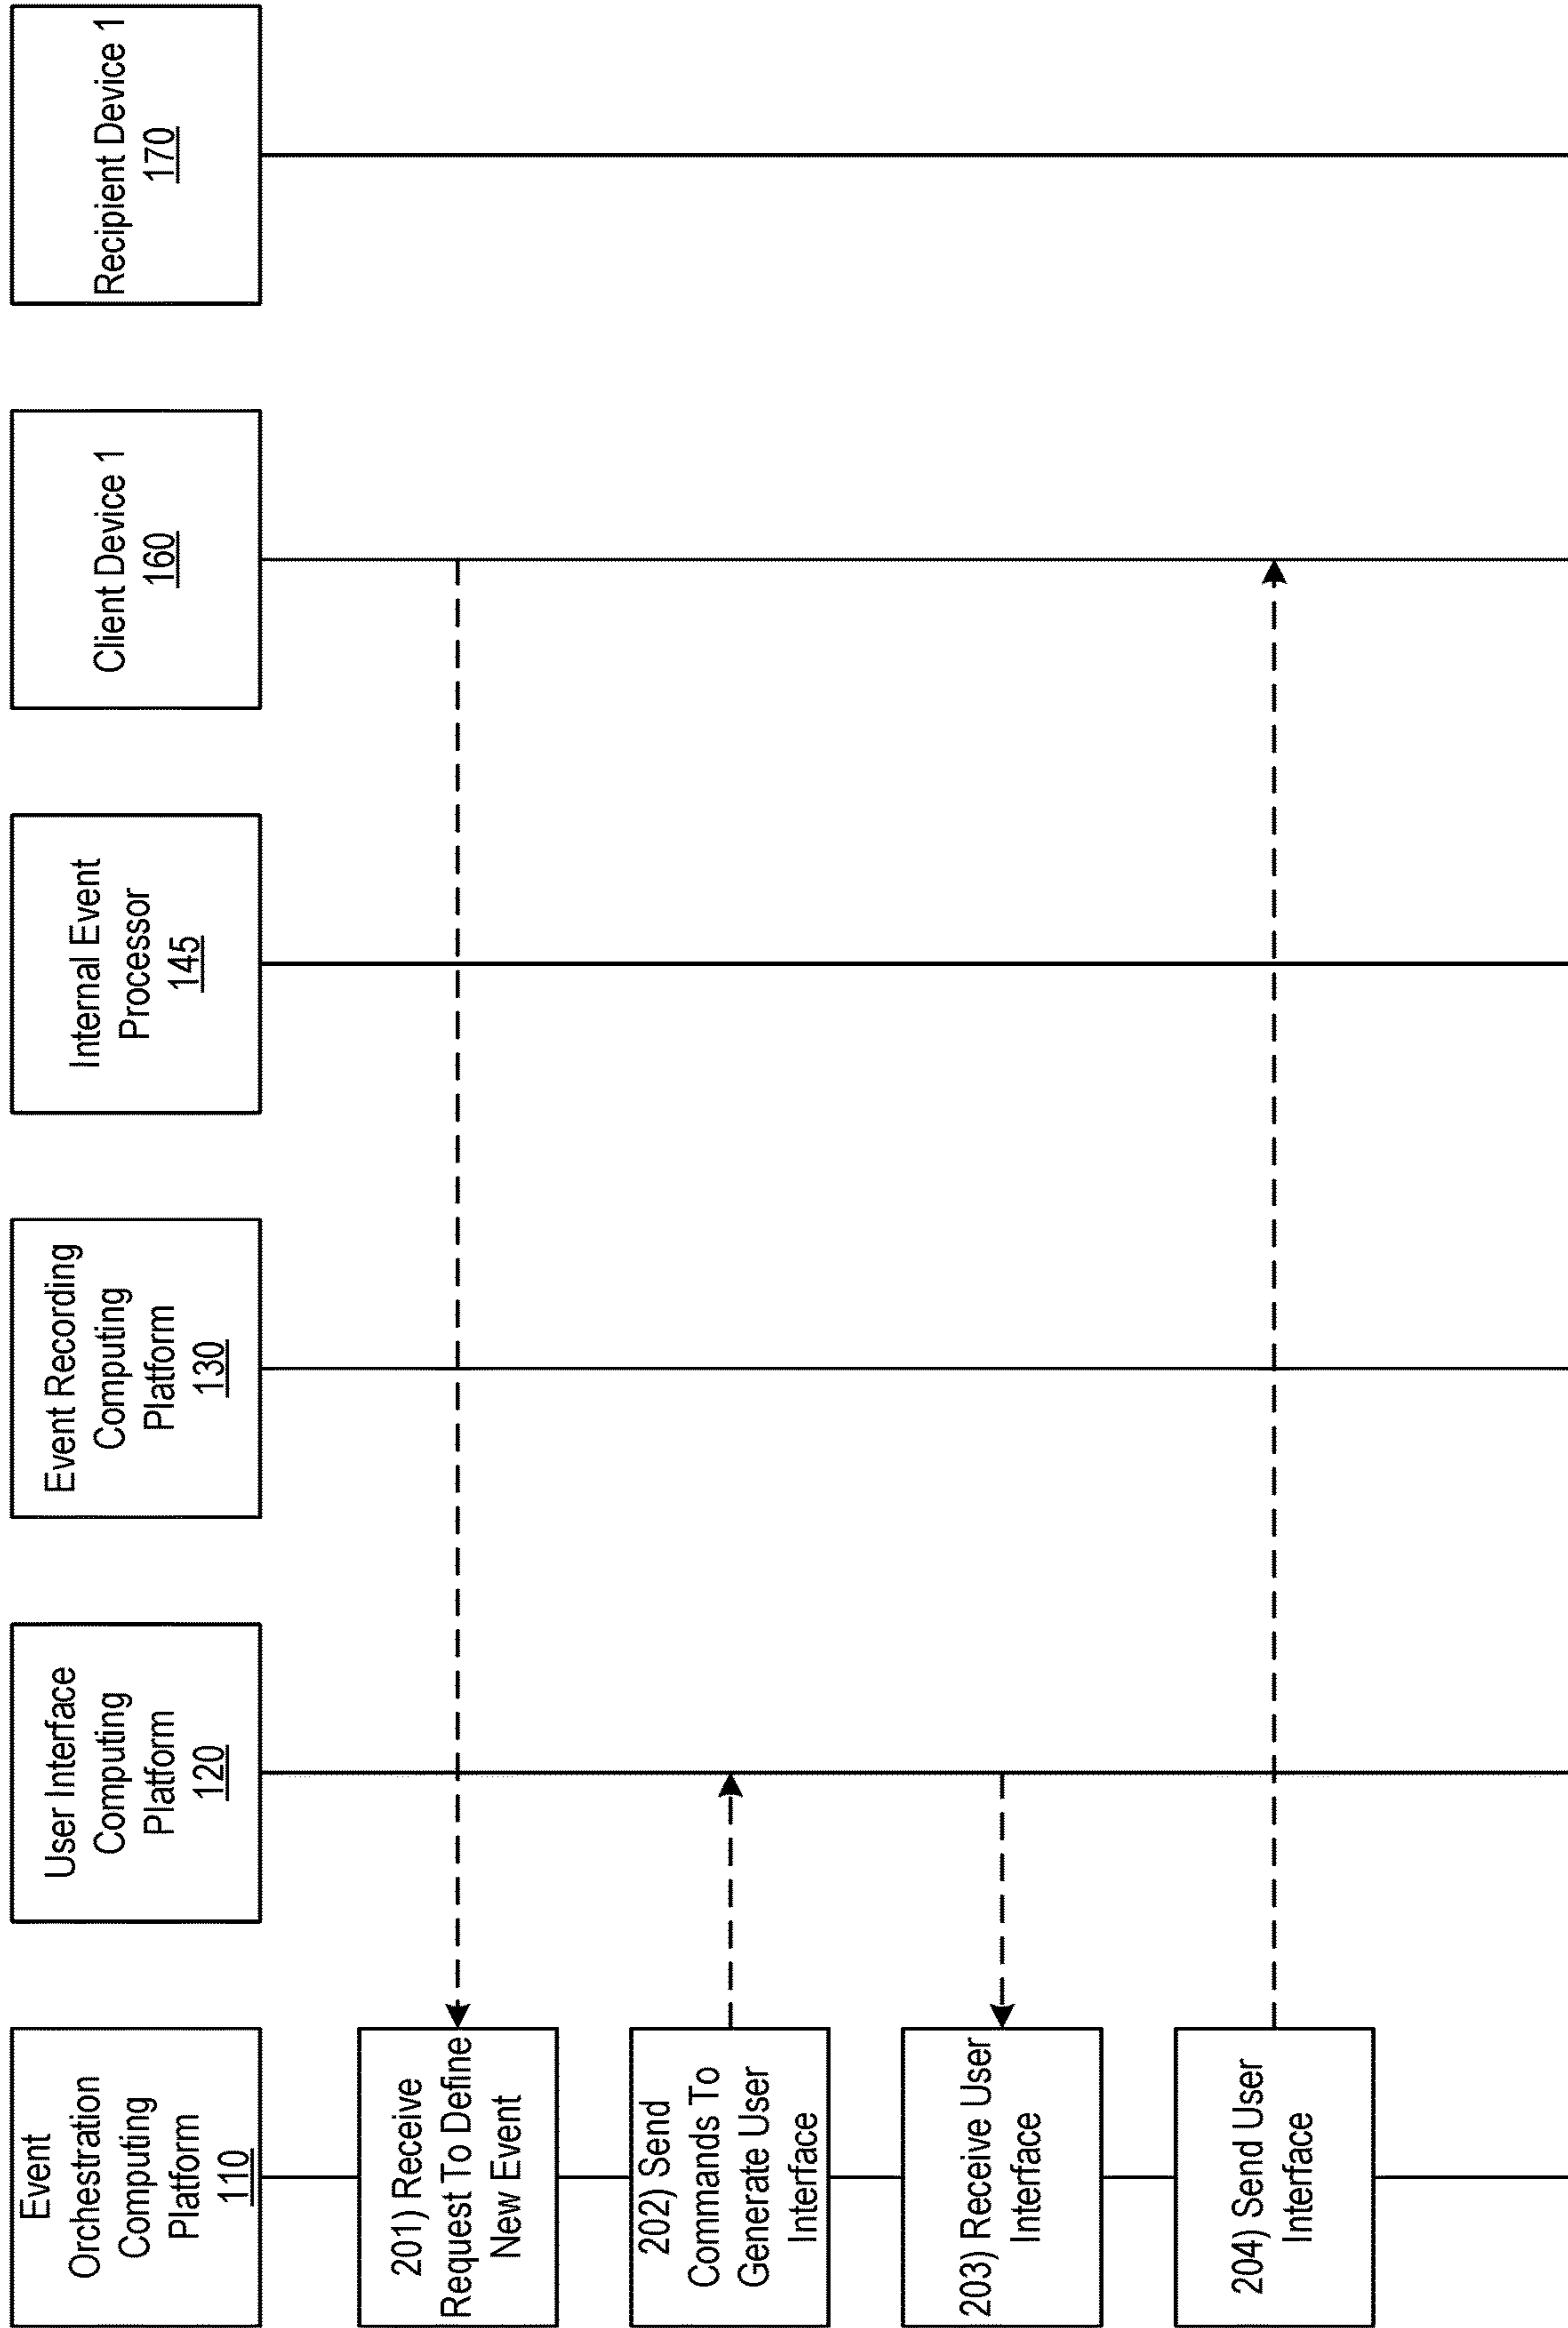 Event
Orchestration
Computing
Platform
110
User Interface
Computing
Platform
120
Event Recording
Computing
Platform
130
Internal Event
Processor
145
Client Device 1
160
Recipient Device 1
170
201) Receive
Request To Define
New Event
202) Send
Commands To
Generate User
Interface
203) Receive User
Interface
204) Send User
Interface